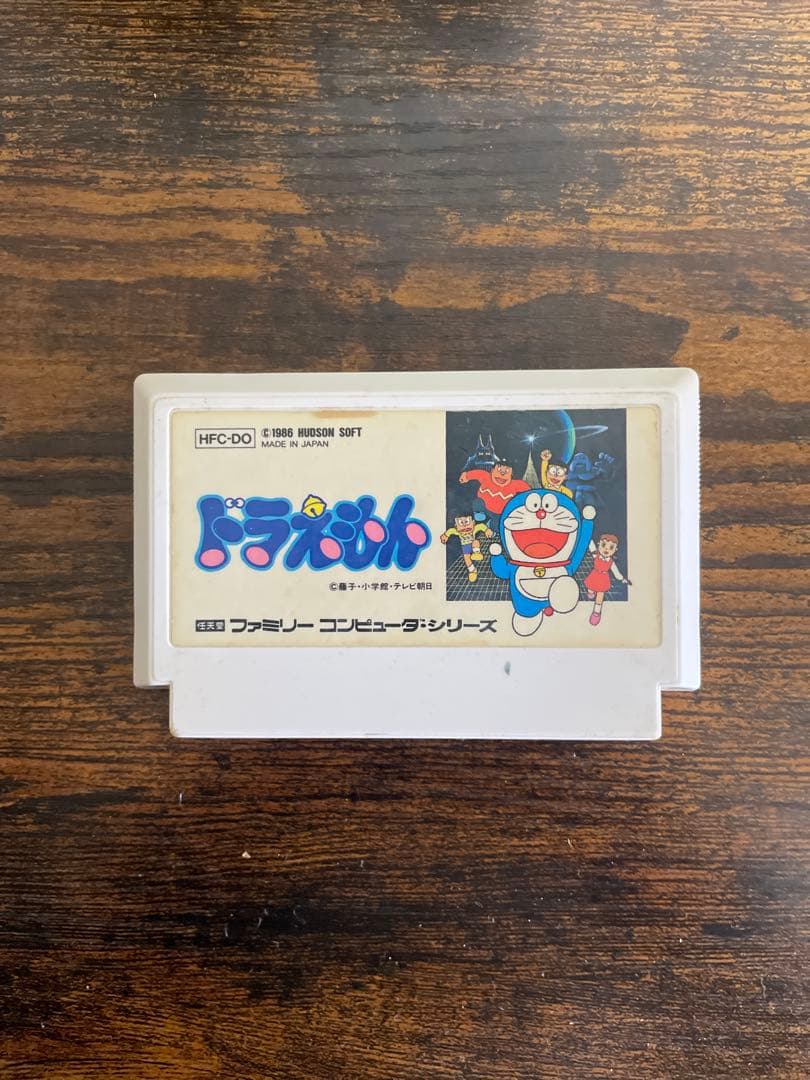 HFC-DO ©1986 HUDSON SOFT
MADE IN JAPAN
ドラえもん
©藤子・小学館・テレビ朝日
任天堂 ファミリー コンピュータ・シリーズ